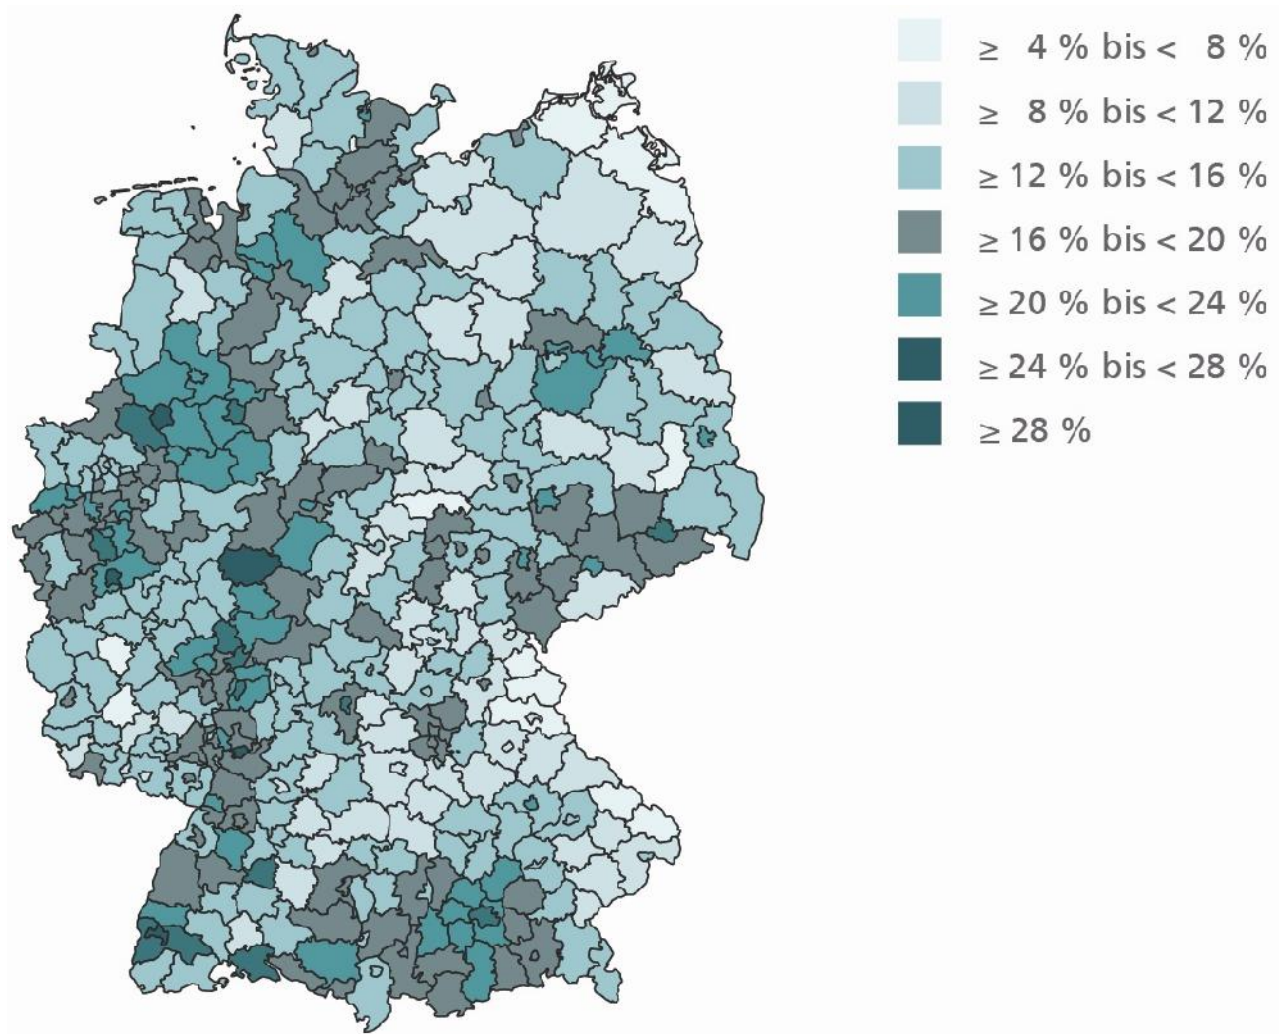 ≥ 4 % bis < 8 %
≥ 8 % bis < 12 %
≥ 12 % bis < 16 %
≥ 16 % bis < 20 %
≥ 20 % bis < 24 %
≥ 24 % bis < 28 %
≥ 28 %